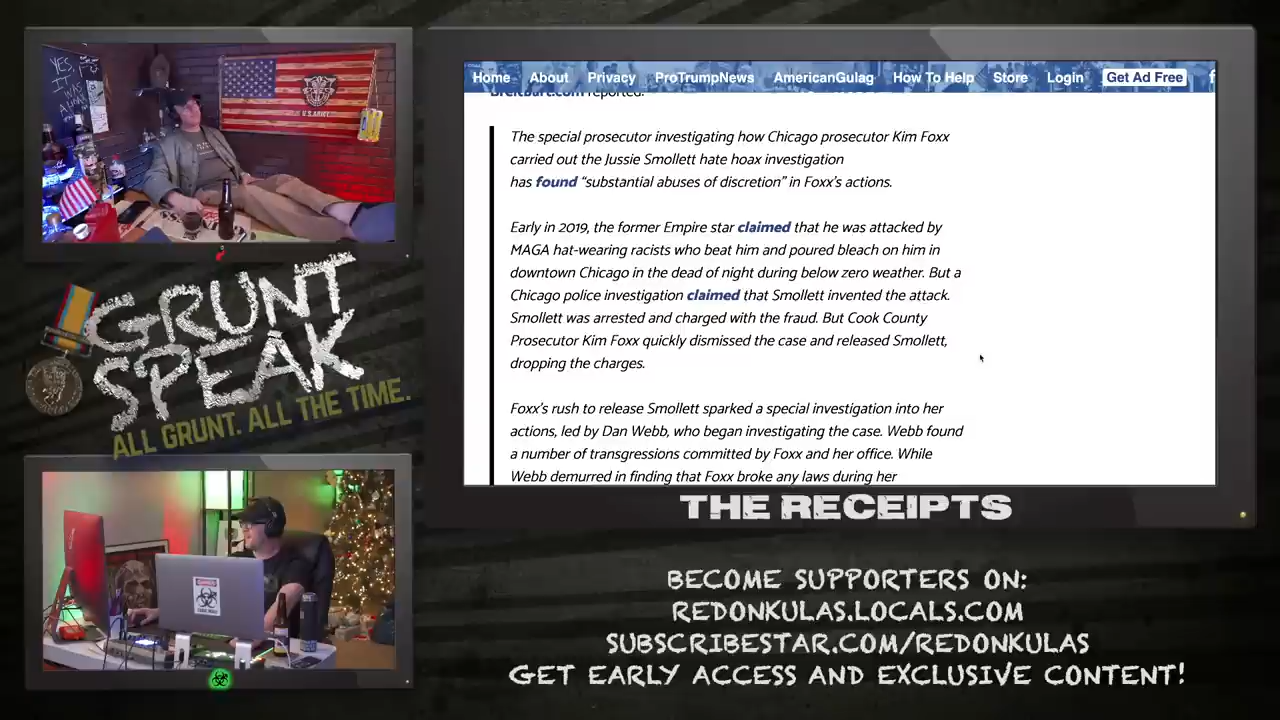 YES,
IT
WAS
U.S. ARMY
GRUNT
SPEAK
ALL GRUNT. ALL THE TIME.
Home About Privacy ProTrumpNews AmericanGulag How To Help Store Login Get Ad Free
Breitbart.com reported:
The special prosecutor investigating how Chicago prosecutor Kim Foxx
carried out the Jussie Smollett hate hoax investigation
has found “substantial abuses of discretion” in Foxx’s actions.
Early in 2019, the former Empire star claimed that he was attacked by
MAGA hat-wearing racists who beat him and poured bleach on him in
downtown Chicago in the dead of night during below zero weather. But a
Chicago police investigation claimed that Smollett invented the attack.
Smollett was arrested and charged with the fraud. But Cook County
Prosecutor Kim Foxx quickly dismissed the case and released Smollett,
dropping the charges.
Foxx’s rush to release Smollett sparked a special investigation into her
actions, led by Dan Webb, who began investigating the case. Webb found
a number of transgressions committed by Foxx and her office. While
Webb demurred in finding that Foxx broke any laws during her
THE RECEIPTS
BECOME SUPPORTERS ON:
REDONKULAS.LOCALS.COM
SUBSCRIBESTAR.COM/REDONKULAS
GET EARLY ACCESS AND EXCLUSIVE CONTENT!